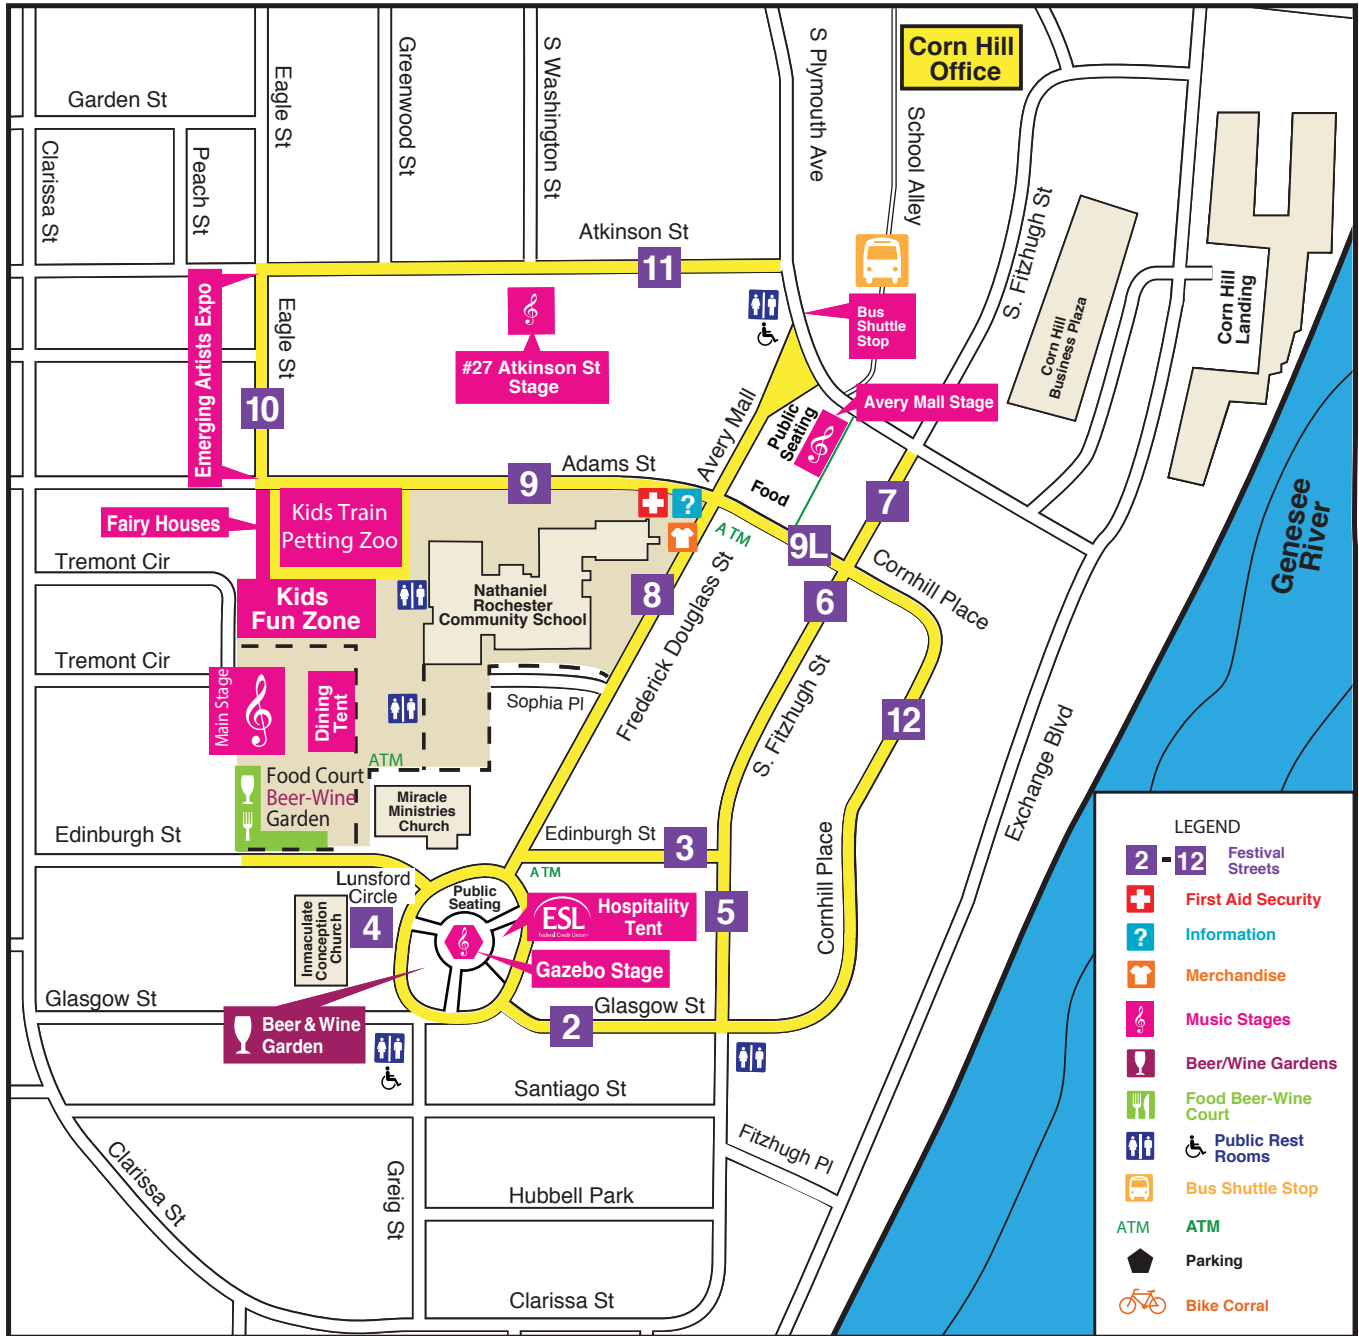 Corn Hill
Office
Garden St
Clarissa St
Peach St
Eagle St
Greenwood St
S Washington St
S Plymouth Ave
School Alley
S. Fitzhugh St
Atkinson St
11
Corn Hill
Business Plaza
Corn Hill
Landing
Genesee
River
Emerging Artists Expo
Eagle St
10
#27 Atkinson St
Stage
Bus
Shuttle
Stop
Avery Mall
Public
Seating
Avery Mall Stage
Food
Adams St
9
?
ATM
7
9L
6
Cornhill Place
Fairy Houses
Kids Train
Petting Zoo
Tremont Cir
Kids
Fun Zone
Nathaniel
Rochester
Community School
8
Frederick Douglass St
Tremont Cir
Main Stage
Dining
Tent
Sophia Pl
S. Fitzhugh St
12
Exchange Blvd
ATM
Food Court
Beer-Wine
Garden
Miracle
Ministries
Church
Edinburgh St
Edinburgh St
3
ATM
Cornhill Place
Lunsford
Circle
4
Inmaculate
Conception
Church
Public
Seating
ESL
Federal Credit Union
Hospitality
Tent
5
Gazebo Stage
Glasgow St
Glasgow St
2
Beer & Wine
Garden
Santiago St
Clarissa St
Greig St
Fitzhugh Pl
Hubbell Park
Clarissa St
LEGEND
2 - 12 Festival
Streets
First Aid Security
? Information
Merchandise
Music Stages
Beer/Wine Gardens
Food Beer-Wine
Court
Public Rest
Rooms
Bus Shuttle Stop
ATM ATM
Parking
Bike Corral